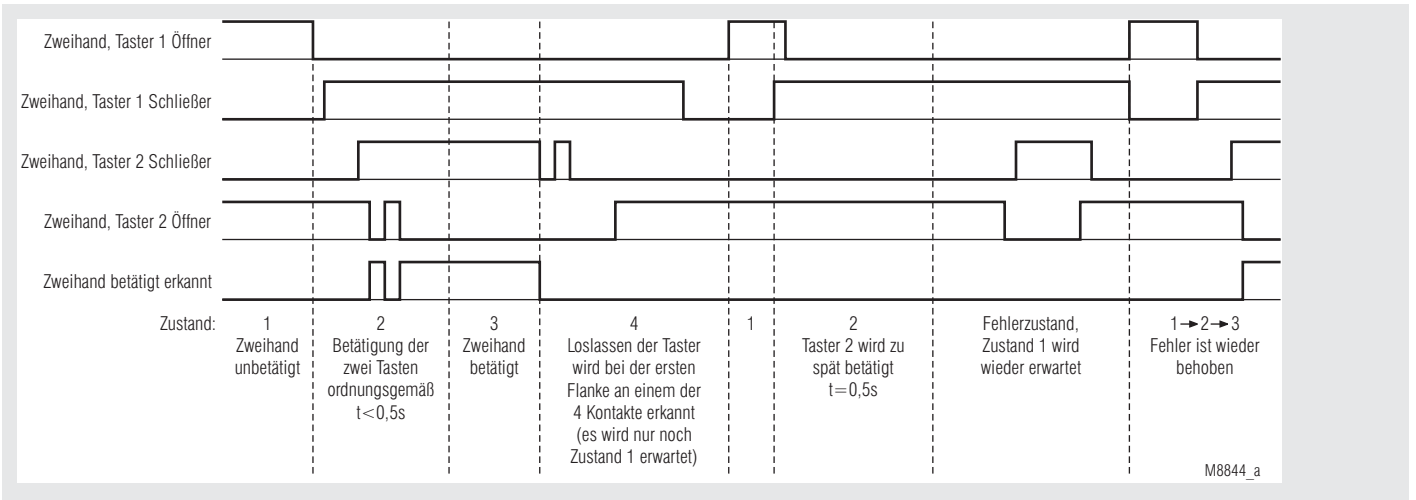 Zweihand, Taster 1 Öffner
Zweihand, Taster 1 Schließer
Zweihand, Taster 2 Schließer
Zweihand, Taster 2 Öffner
Zweihand betätigt erkannt
Zustand:
1
Zweihand
unbetätigt
2
Betätigung der
zwei Tasten
ordnungsgemäß
t<0,5s
3
Zweihand
betätigt
4
Loslassen der Taster
wird bei der ersten
Flanke an einem der
4 Kontakte erkannt
(es wird nur noch
Zustand 1 erwartet)
1
2
Taster 2 wird zu
spät betätigt
t=0,5s
Fehlerzustand,
Zustand 1 wird
wieder erwartet
1→2→3
Fehler ist wieder
behoben
M8844_a